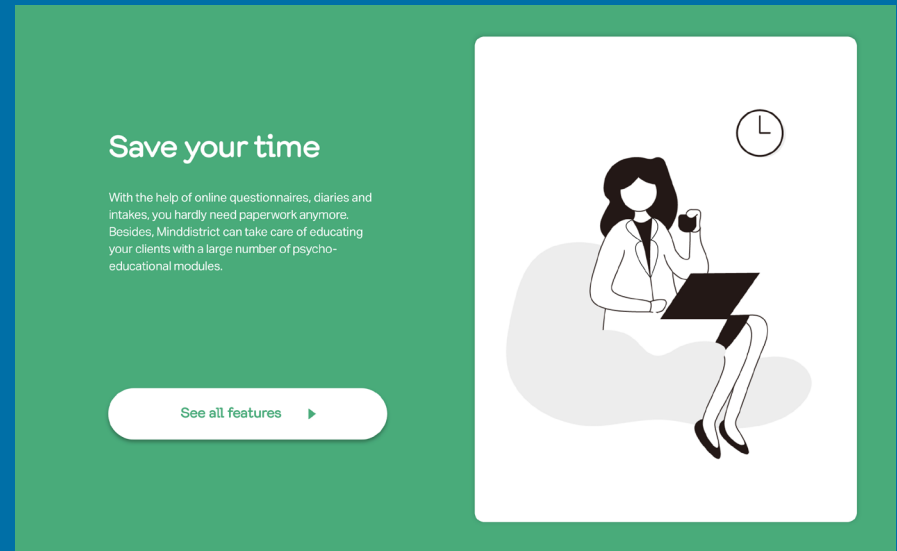 Save your time
With the help of online questionnaires, diaries and
intakes, you hardly need paperwork anymore.
Besides, Minddistrict can take care of educating
your clients with a large number of psycho-
educational modules.
See all features